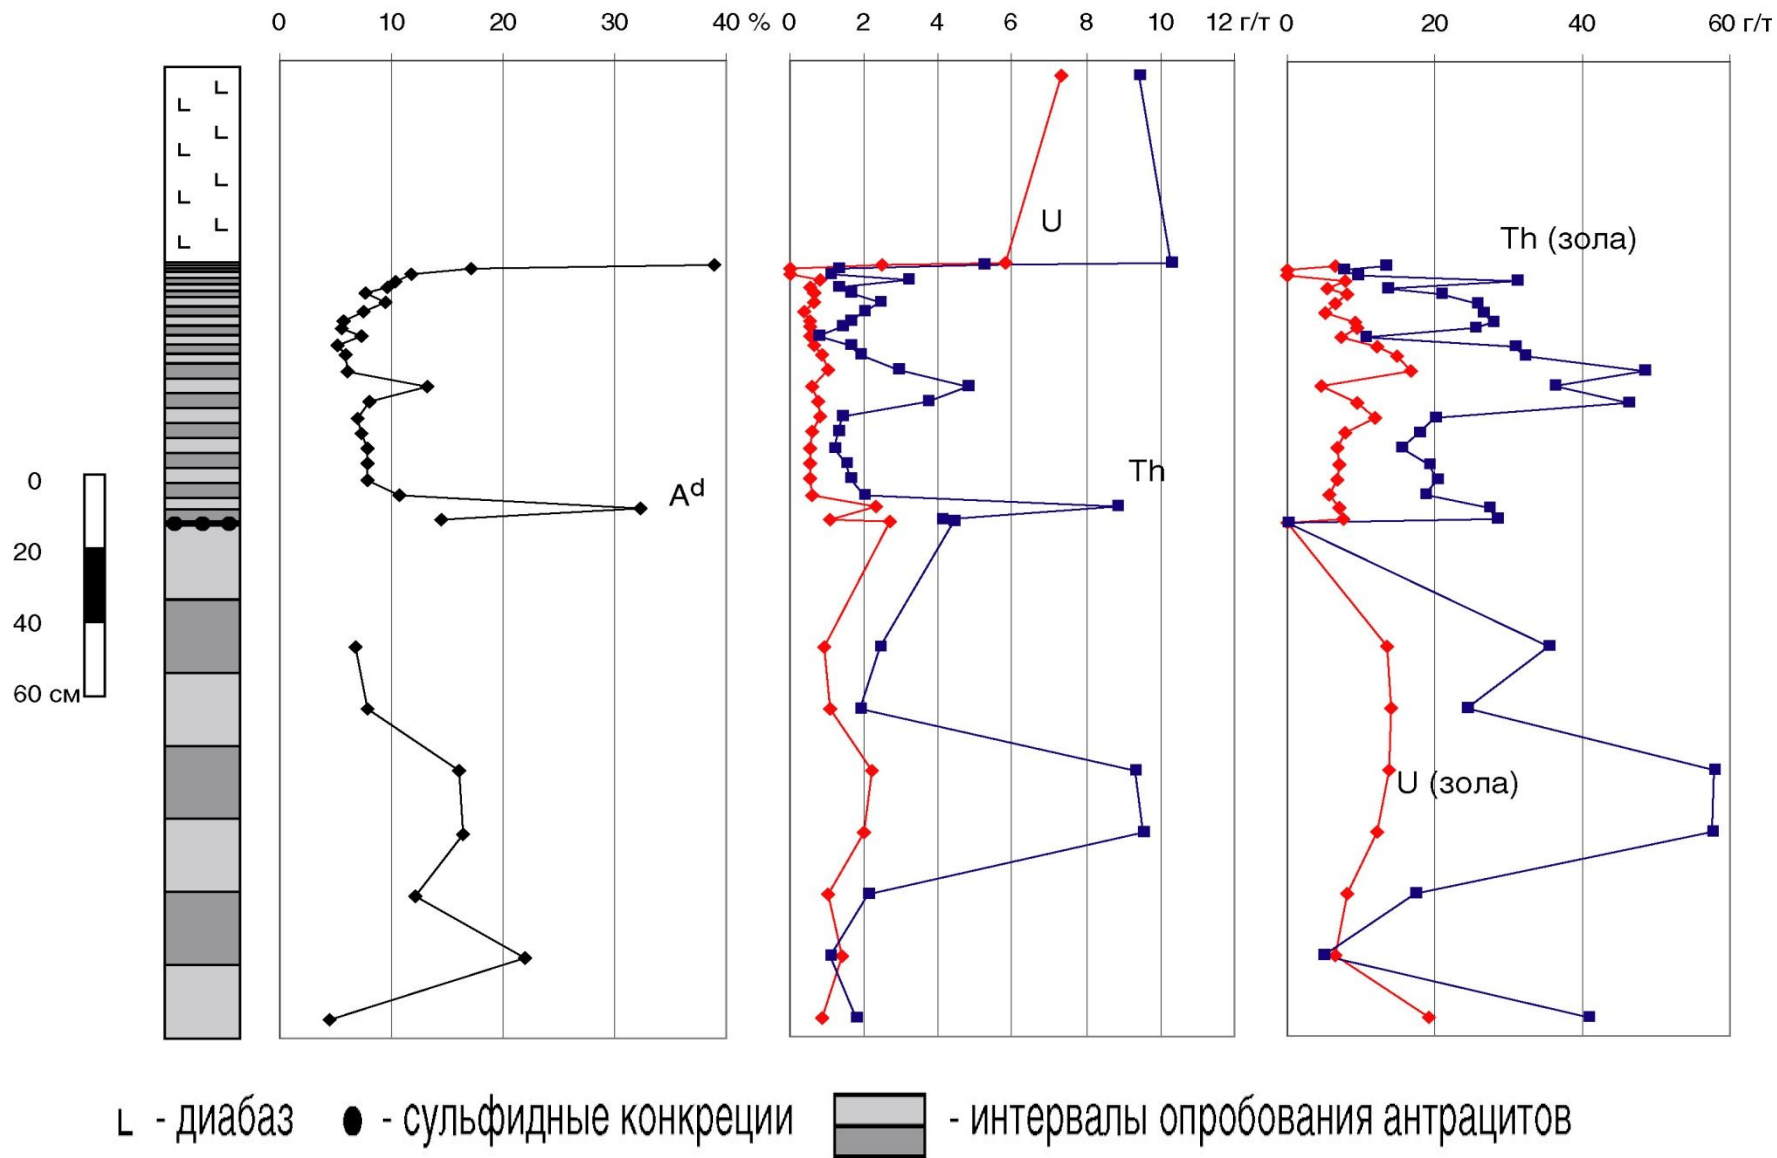 0 10 20 30 40 % 0 2 4 6 8 10 12 г/т 0 20 40 60 г/т
U
Th (зола)
Th
Aᵈ
0
20
40
60 см
U (зола)
L - диабаз - сульфидные конкреции - интервалы опробования антрацитов